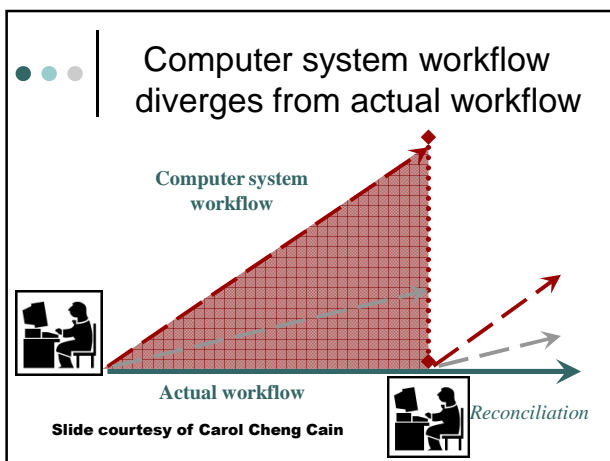 Computer system workflow
diverges from actual workflow
Computer system
workflow
Actual workflow
Reconciliation
Slide courtesy of Carol Cheng Cain